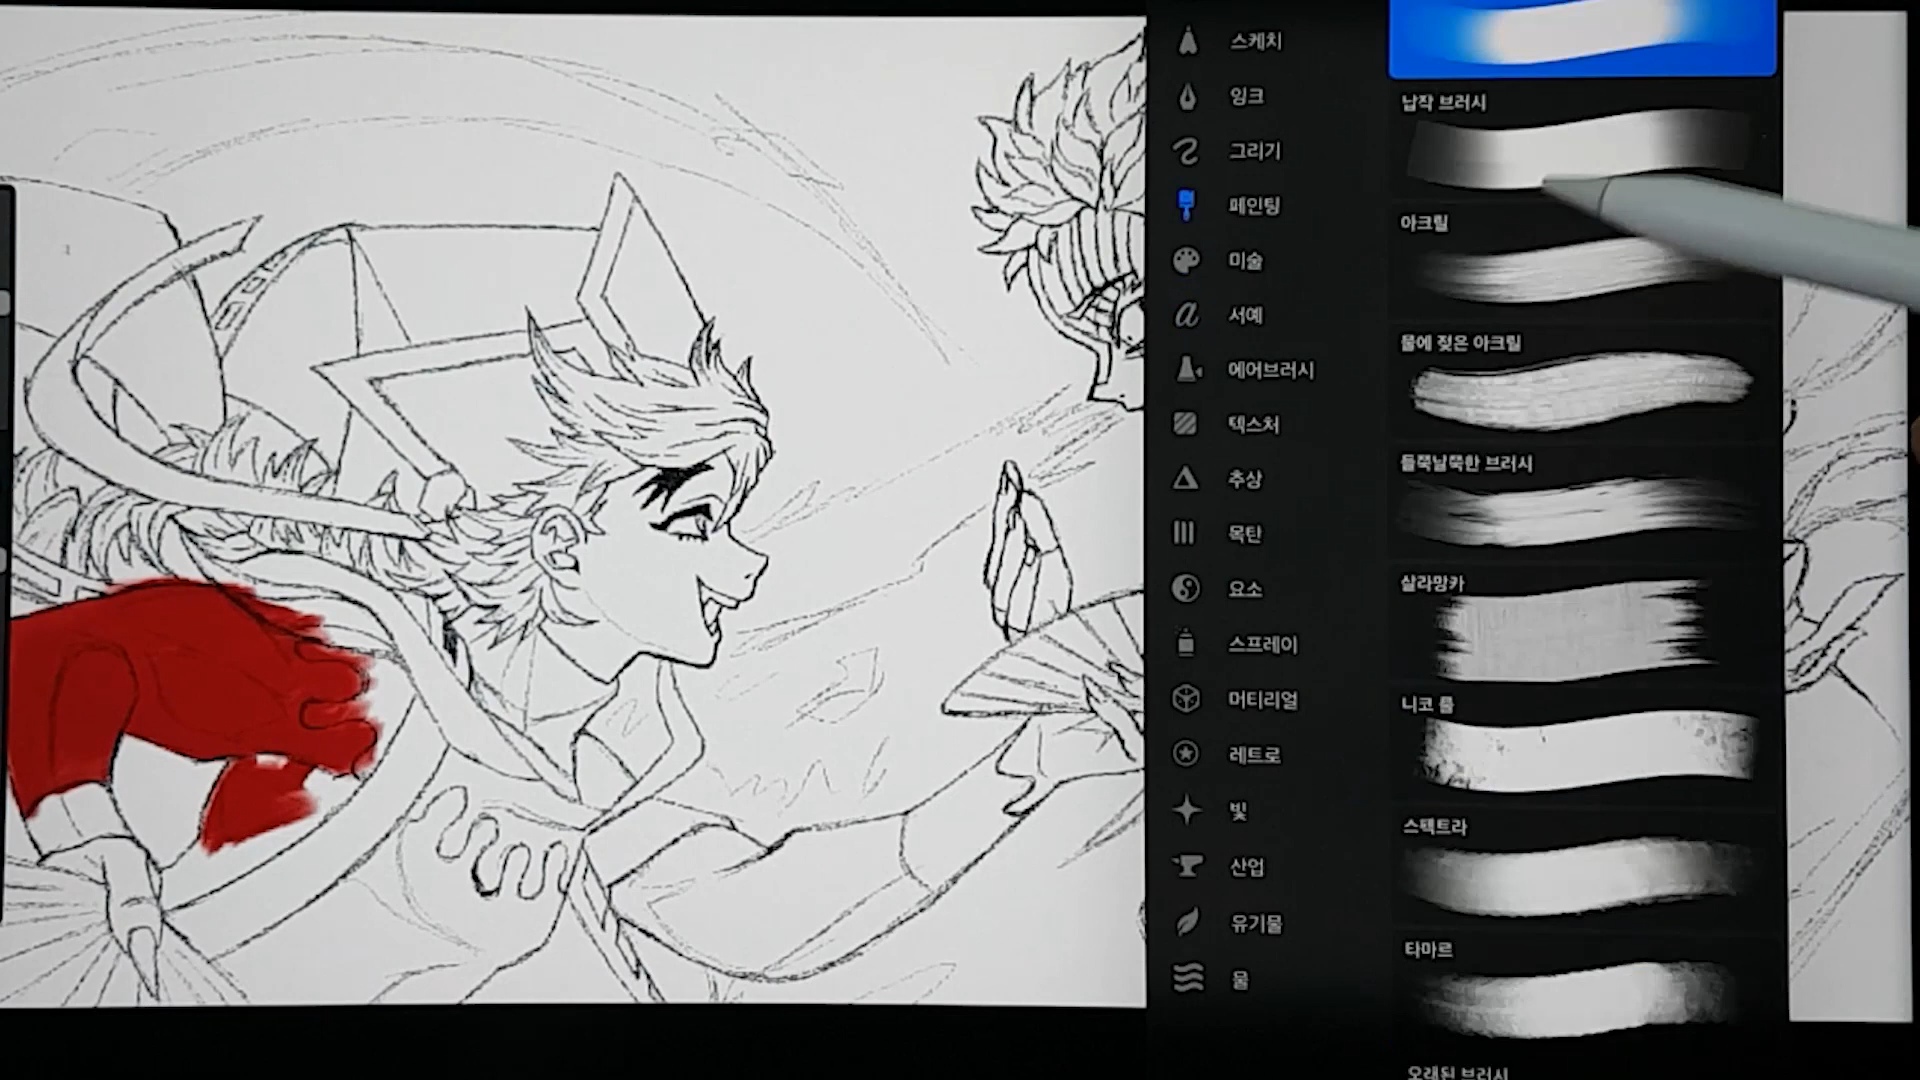 스케치
잉크
그리기
페인팅
미술
서예
에어브러시
텍스처
추상
목탄
요소
스프레이
머티리얼
레트로
빛
산업
유기물
물
납작 브러시
아크릴
물에 젖은 아크릴
들쭉날쭉한 브러시
살라망카
니코 룰
스펙트라
타마르
오래된 브러시